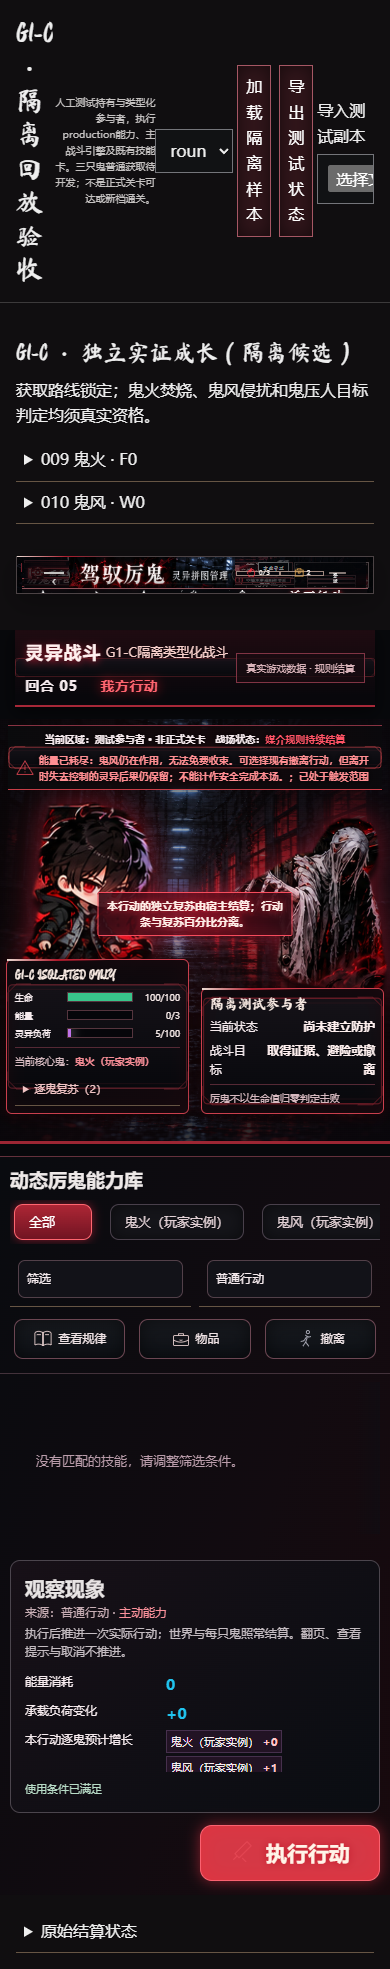 GI-C
·
隔
离
回
放
验
收
人工测试持有与类型化
参与者，执行
production能力、主
战斗引擎及既有技能
卡。三只鬼普通获取待
开发；不是正式关卡可
达或新档通关。
roun
加
载
隔
离
样
本
导
出
测
试
状
态
导入测
试副本
选择文
GI-C · 独立实证成长（隔离候选）
获取路线锁定；鬼火焚烧、鬼风侵扰和鬼压人目标
判定均须真实资格。
▶ 009 鬼火 · F0
▶ 010 鬼风 · W0
驾驭厉鬼 灵异拼图管理
灵异战斗 G1-C隔离类型化战斗
真实游戏数据 · 规则结算
回合 05 我方行动
当前区域：测试参与者 • 非正式关卡 战场状态：媒介规则持续结算
能量已耗尽：鬼风仍在作用，无法免费收束。可选择现有撤离行动，但离开
时失去控制的灵异后果仍保留；不能计作安全完成本场。；已处于触发范围
本行动的独立复苏由宿主结算；行动
条与复苏百分比分离。
GI-C ISOLATED ONLY
生命 100/100
能量 0/3
灵异负荷 5/100
当前核心鬼：鬼火（玩家实例）
▶ 逐鬼复苏（2）
隔离测试参与者
当前状态 尚未建立防护
战斗目标 取得证据、避险或撤离
厉鬼不以生命值归零判定击败
动态厉鬼能力库
全部 鬼火（玩家实例） 鬼风（玩家实例）
筛选 普通行动
查看规律 物品 撤离
没有匹配的技能，请调整筛选条件。
观察现象
来源：普通行动 · 主动能力
执行后推进一次实际行动；世界与每只鬼照常结算。翻页、查看
提示与取消不推进。
能量消耗 0
承载负荷变化 +0
本行动逐鬼预计增长 鬼火（玩家实例） +0
鬼风（玩家实例） +1
使用条件已满足
执行行动
▶ 原始结算状态